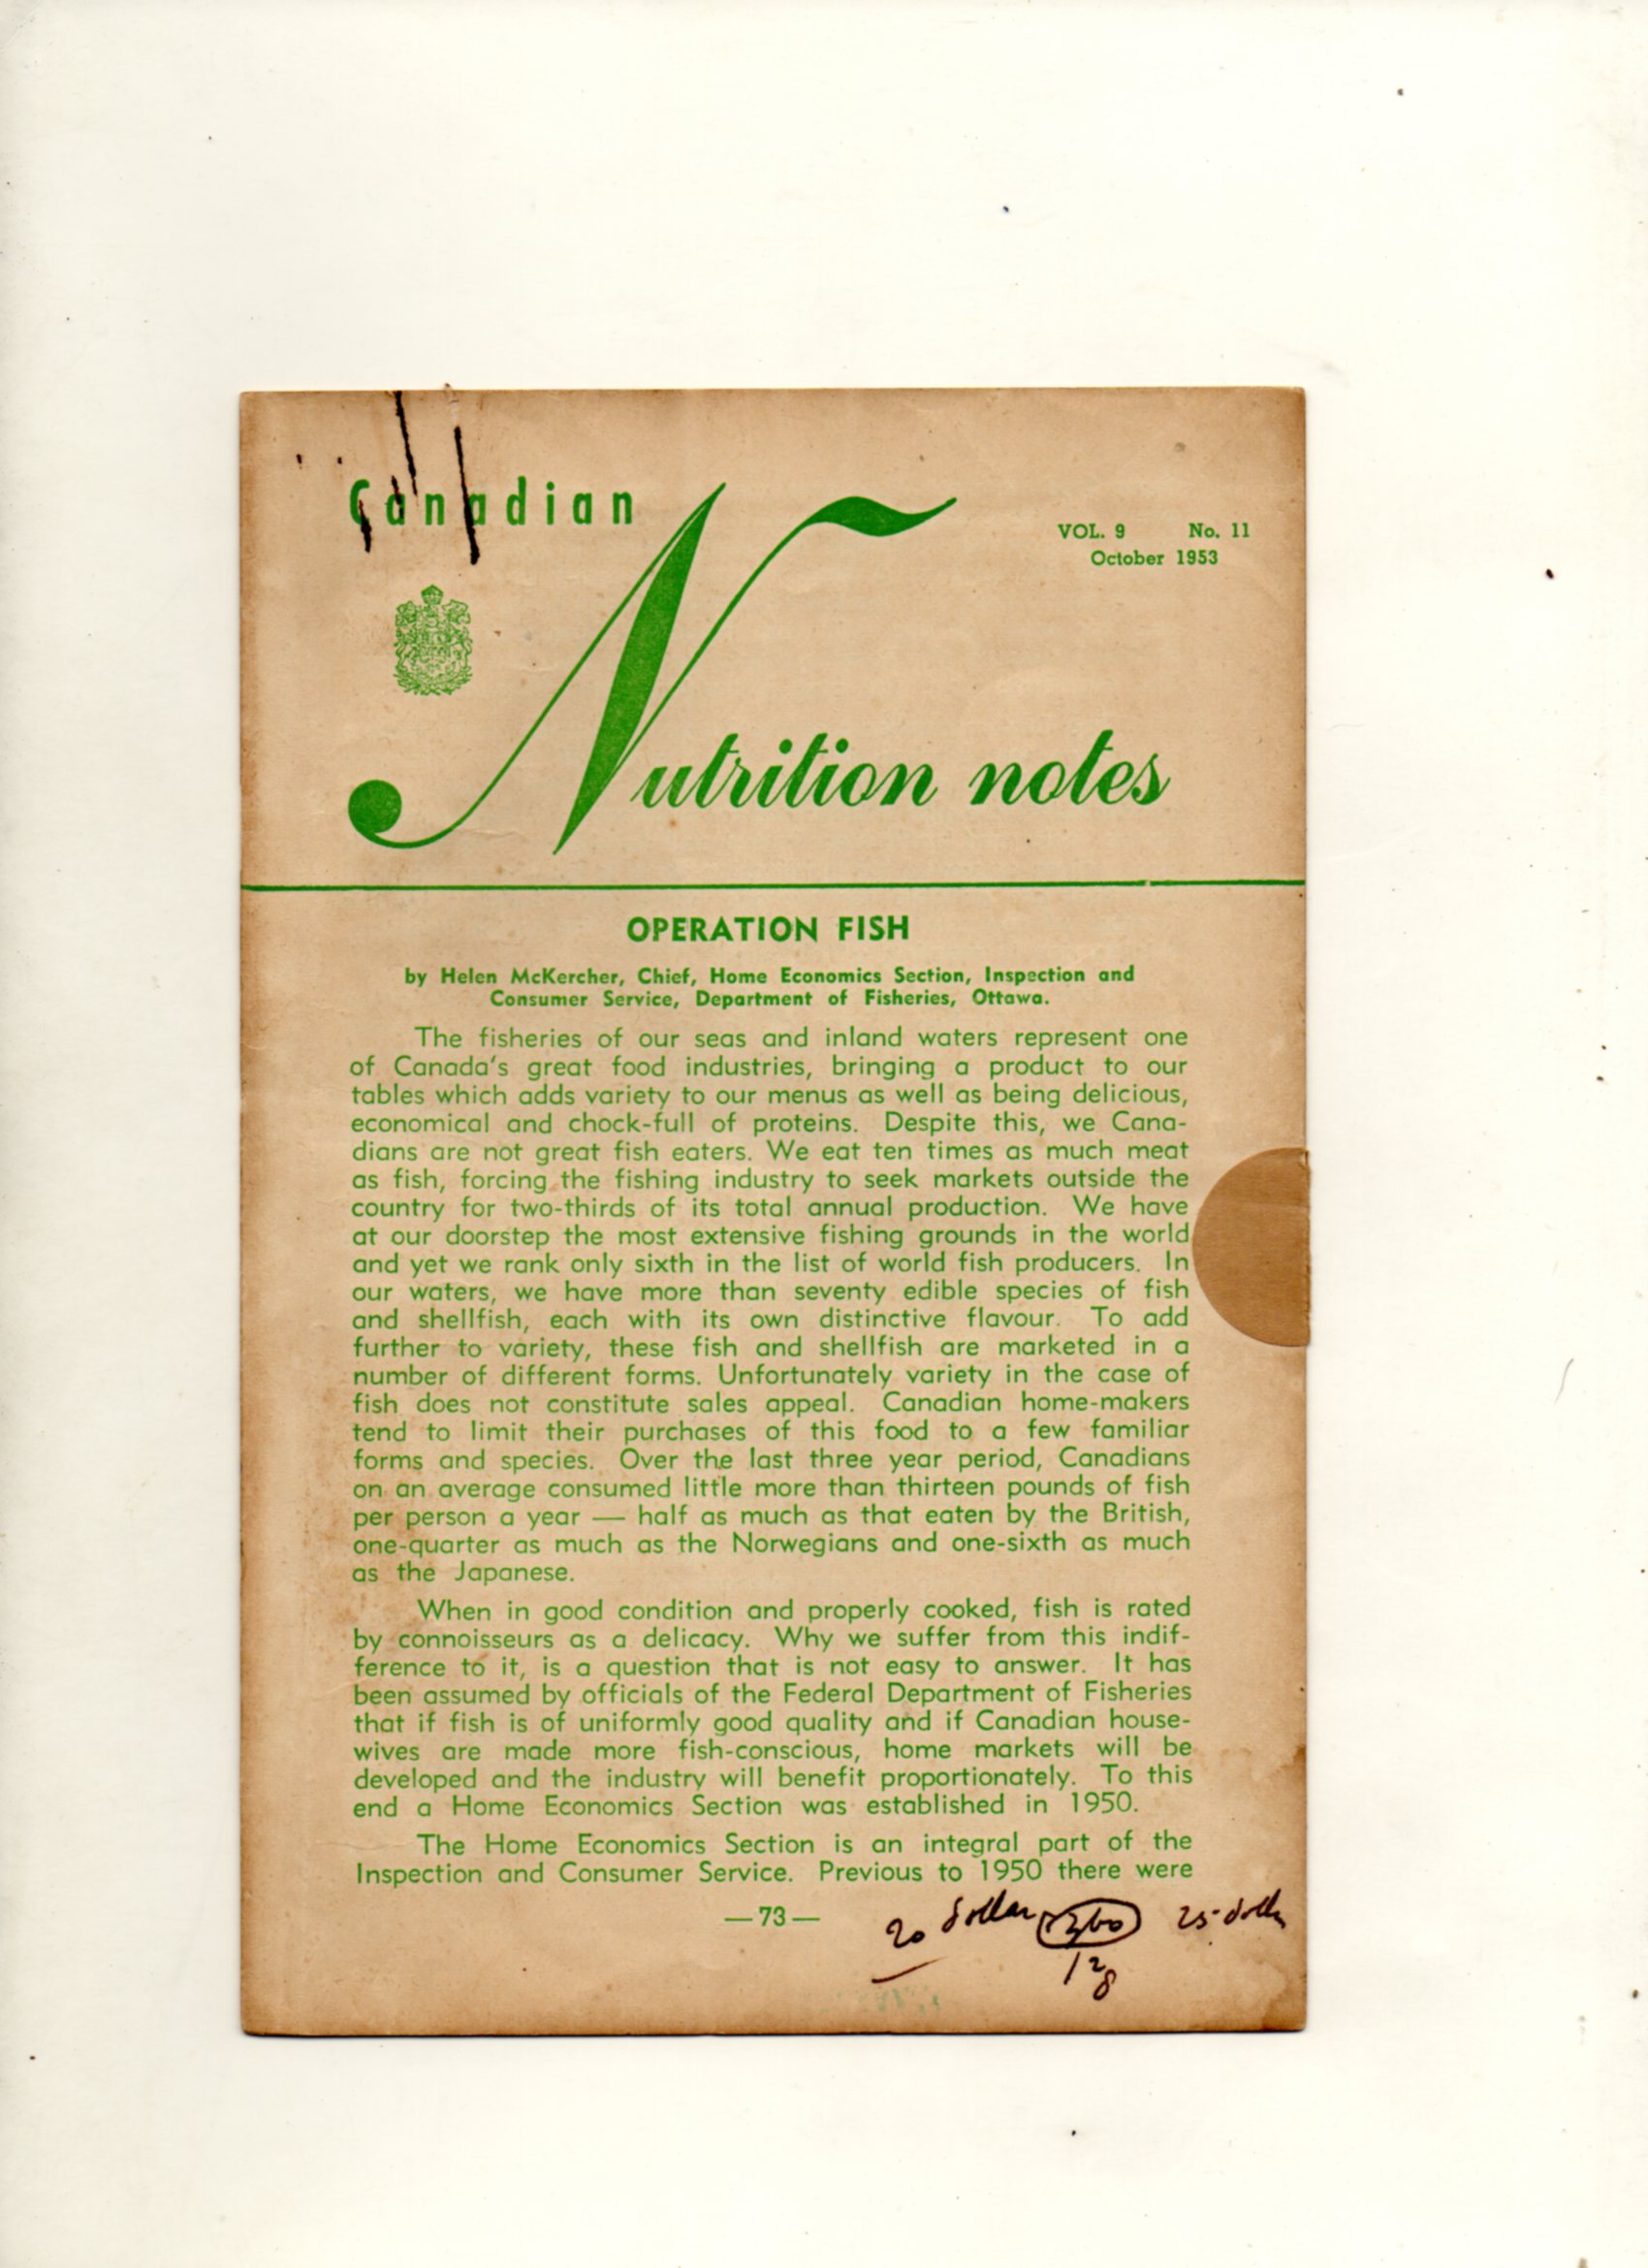 Canadian
VOL. 9 No. 11
October 1953
Nutrition notes
OPERATION FISH
by Helen McKercher, Chief, Home Economics Section, Inspection and
Consumer Service, Department of Fisheries, Ottawa.
The fisheries of our seas and inland waters represent one
of Canada's great food industries, bringing a product to our
tables which adds variety to our menus as well as being delicious,
economical and chock-full of proteins. Despite this, we Cana-
dians are not great fish eaters. We eat ten times as much meat
as fish, forcing the fishing industry to seek markets outside the
country for two-thirds of its total annual production. We have
at our doorstep the most extensive fishing grounds in the world
and yet we rank only sixth in the list of world fish producers. In
our waters, we have more than seventy edible species of fish
and shellfish, each with its own distinctive flavour. To add
further to variety, these fish and shellfish are marketed in a
number of different forms. Unfortunately variety in the case of
fish does not constitute sales appeal. Canadian home-makers
tend to limit their purchases of this food to a few familiar
forms and species. Over the last three year period, Canadians
on an average consumed little more than thirteen pounds of fish
per person a year — half as much as that eaten by the British,
one-quarter as much as the Norwegians and one-sixth as much
as the Japanese.
When in good condition and properly cooked, fish is rated
by connoisseurs as a delicacy. Why we suffer from this indif-
ference to it, is a question that is not easy to answer. It has
been assumed by officials of the Federal Department of Fisheries
that if fish is of uniformly good quality and if Canadian house-
wives are made more fish-conscious, home markets will be
developed and the industry will benefit proportionately. To this
end a Home Economics Section was established in 1950.
The Home Economics Section is an integral part of the
Inspection and Consumer Service. Previous to 1950 there were
—73—
20 dollar 25 dolla
128